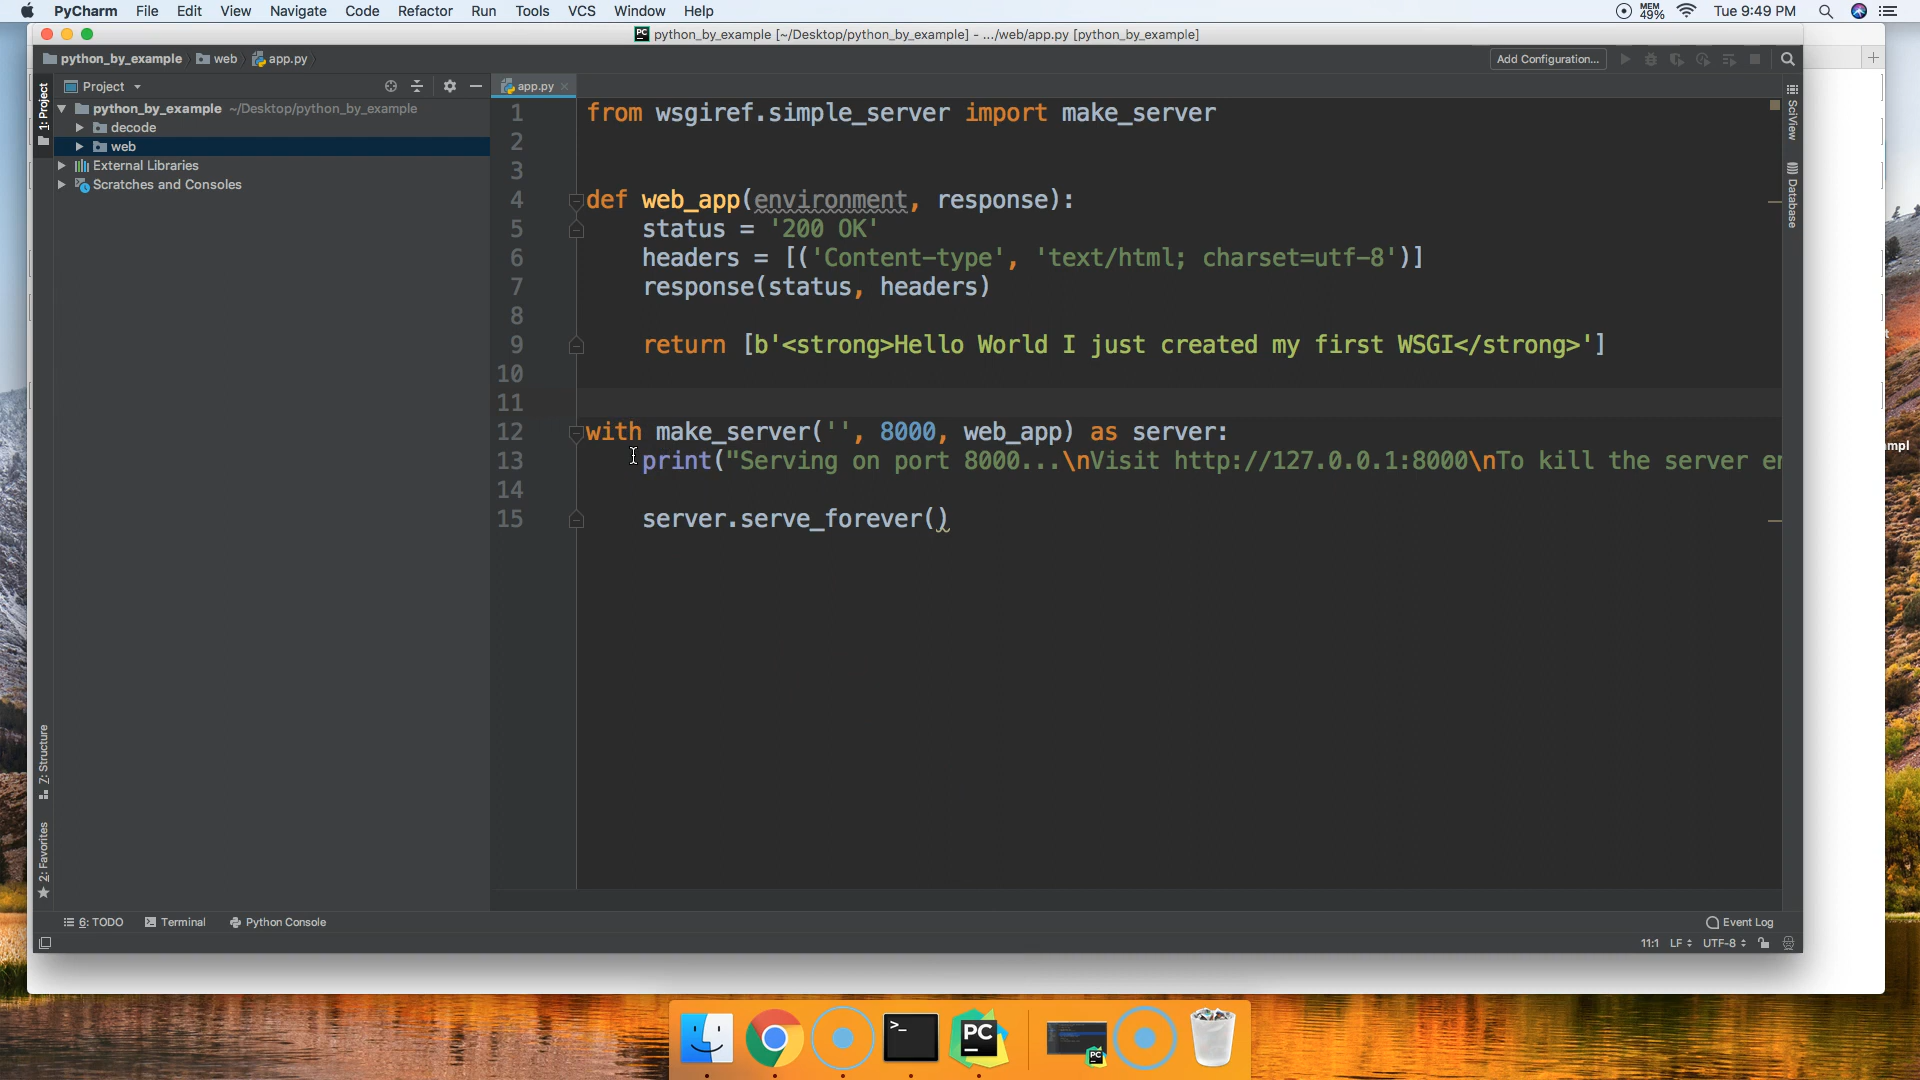 PyCharm File Edit View Navigate Code Refactor Run Tools VCS Window Help MEM 49% Tue 9:49 PM
PC python_by_example [~/Desktop/python_by_example] - .../web/app.py [python_by_example]
python_by_example web app.py Add Configuration...
1: Project
Project
app.py
python_by_example ~/Desktop/python_by_example
decode
web
External Libraries
Scratches and Consoles
1 from wsgiref.simple_server import make_server
2
3
4 def web_app(environment, response):
5 status = '200 OK'
6 headers = [('Content-type', 'text/html; charset=utf-8')]
7 response(status, headers)
8
9 return [b'<strong>Hello World I just created my first WSGI</strong>']
10
11
12 with make_server('', 8000, web_app) as server:
13 print("Serving on port 8000...\nVisit http://127.0.0.1:8000\nTo kill the server
14
15 server.serve_forever()
SciView
Database
7: Structure
2: Favorites
6: TODO Terminal Python Console Event Log
11:1 LF UTF-8
>_ PC
PC